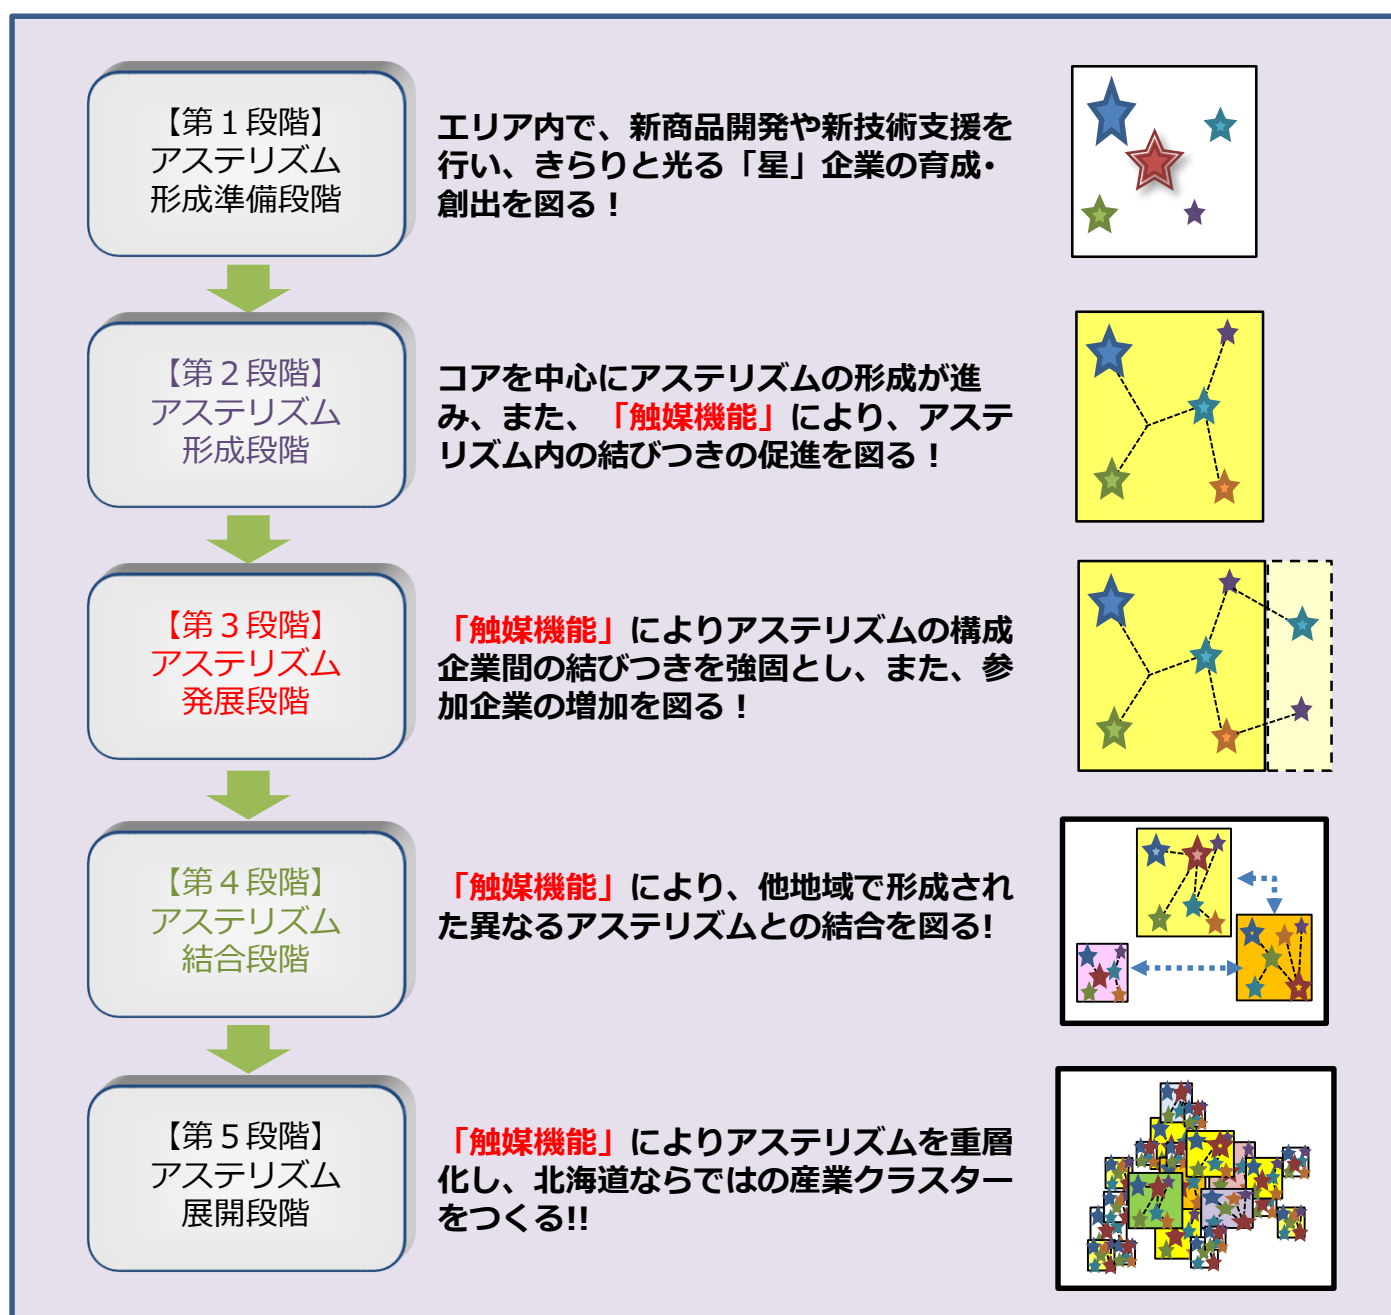 【第１段階】
アステリズム
形成準備段階
エリア内で、新商品開発や新技術支援を
行い、きらりと光る「星」企業の育成・
創出を図る！
【第２段階】
アステリズム
形成段階
コアを中心にアステリズムの形成が進
み、また、「触媒機能」により、アステ
リズム内の結びつきの促進を図る！
【第３段階】
アステリズム
発展段階
「触媒機能」によりアステリズムの構成
企業間の結びつきを強固とし、また、参
加企業の増加を図る！
【第４段階】
アステリズム
結合段階
「触媒機能」により、他地域で形成され
た異なるアステリズムとの結合を図る!
【第５段階】
アステリズム
展開段階
「触媒機能」によりアステリズムを重層
化し、北海道ならではの産業クラスター
をつくる!!